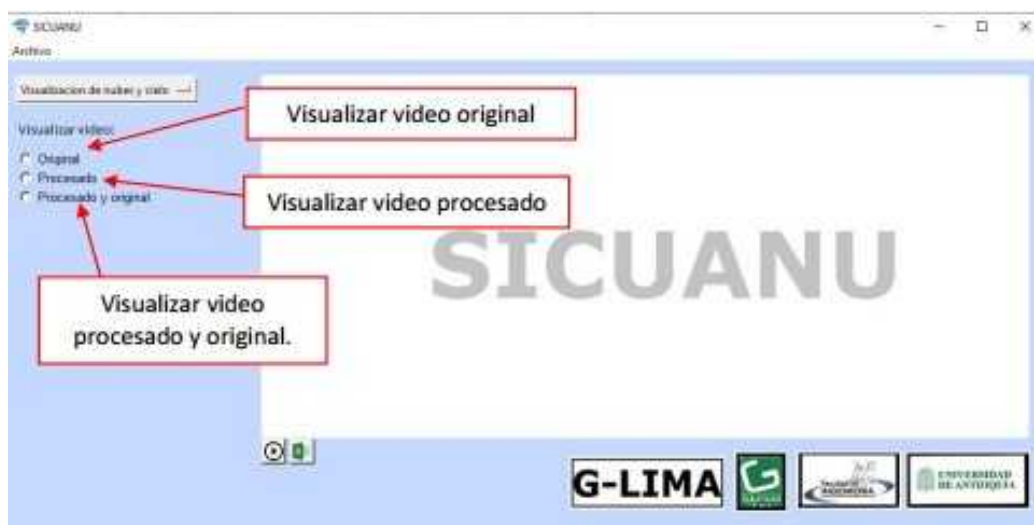 SICUANU
Archivo
Visualizacion de nubes y cielo
Visualizar video original
Visualizar video:
Original
Procesado
Procesado y original
Visualizar video procesado
SICUANU
Visualizar video
procesado y original.
G-LIMA
UNIVERSIDAD
DE ANTIOQUIA